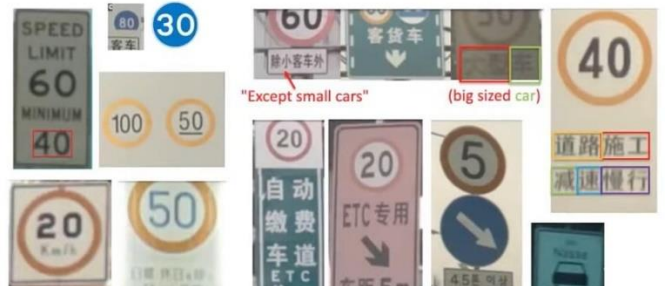 SPEED
LIMIT
60
MINIMUM
40
80
客车
30
100
50
20
Km/h
50
60
除小客车外
"Except small cars"
客货车
50
车
(big sized car)
40
道路施工
减速慢行
20
自动
缴费
车道
ETC
20
ETC专用
5